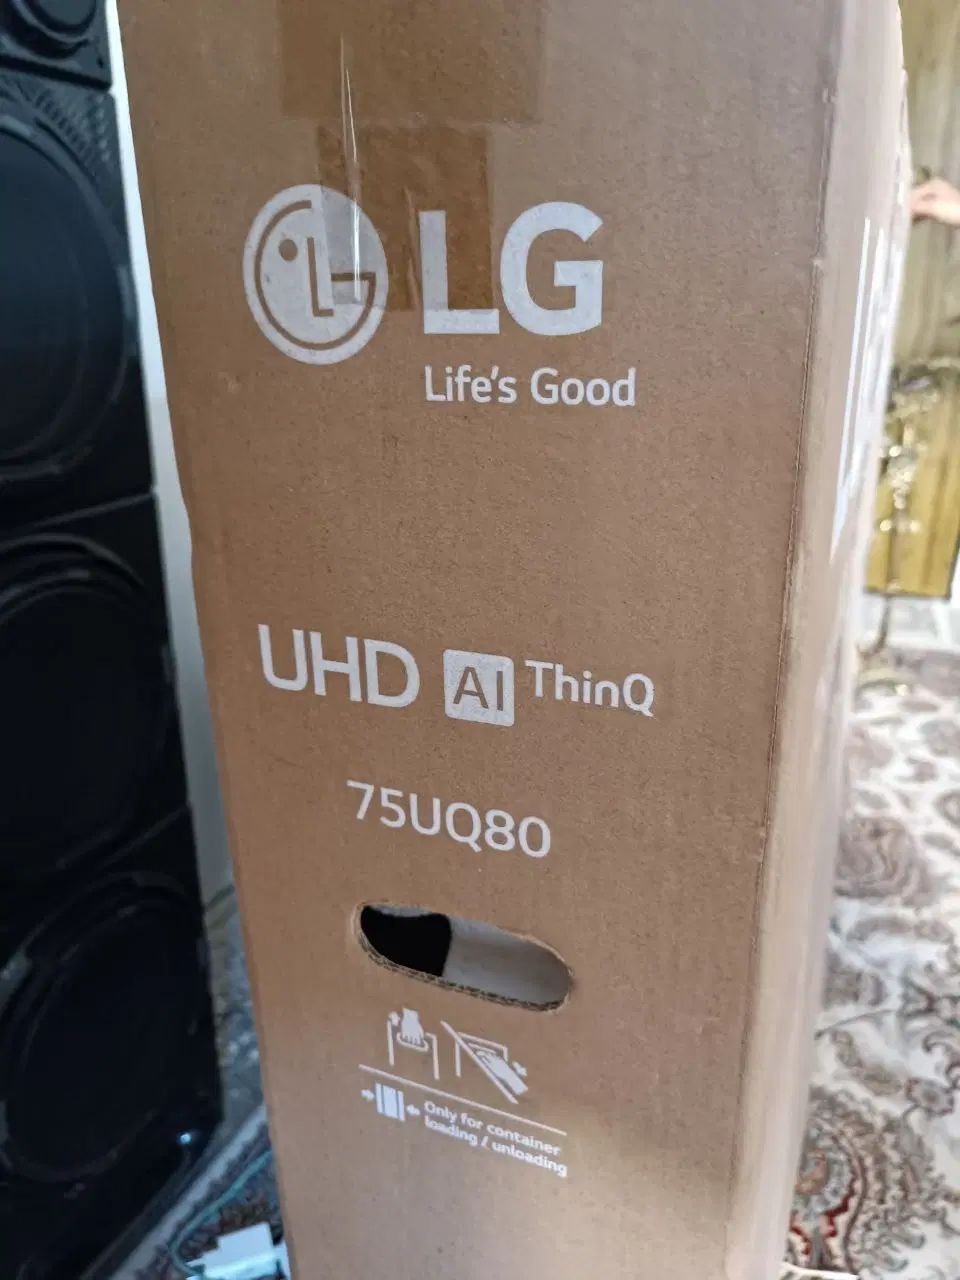 LG
Life's Good
UHD AI ThinQ
75UQ80
Only for container
loading / unloading